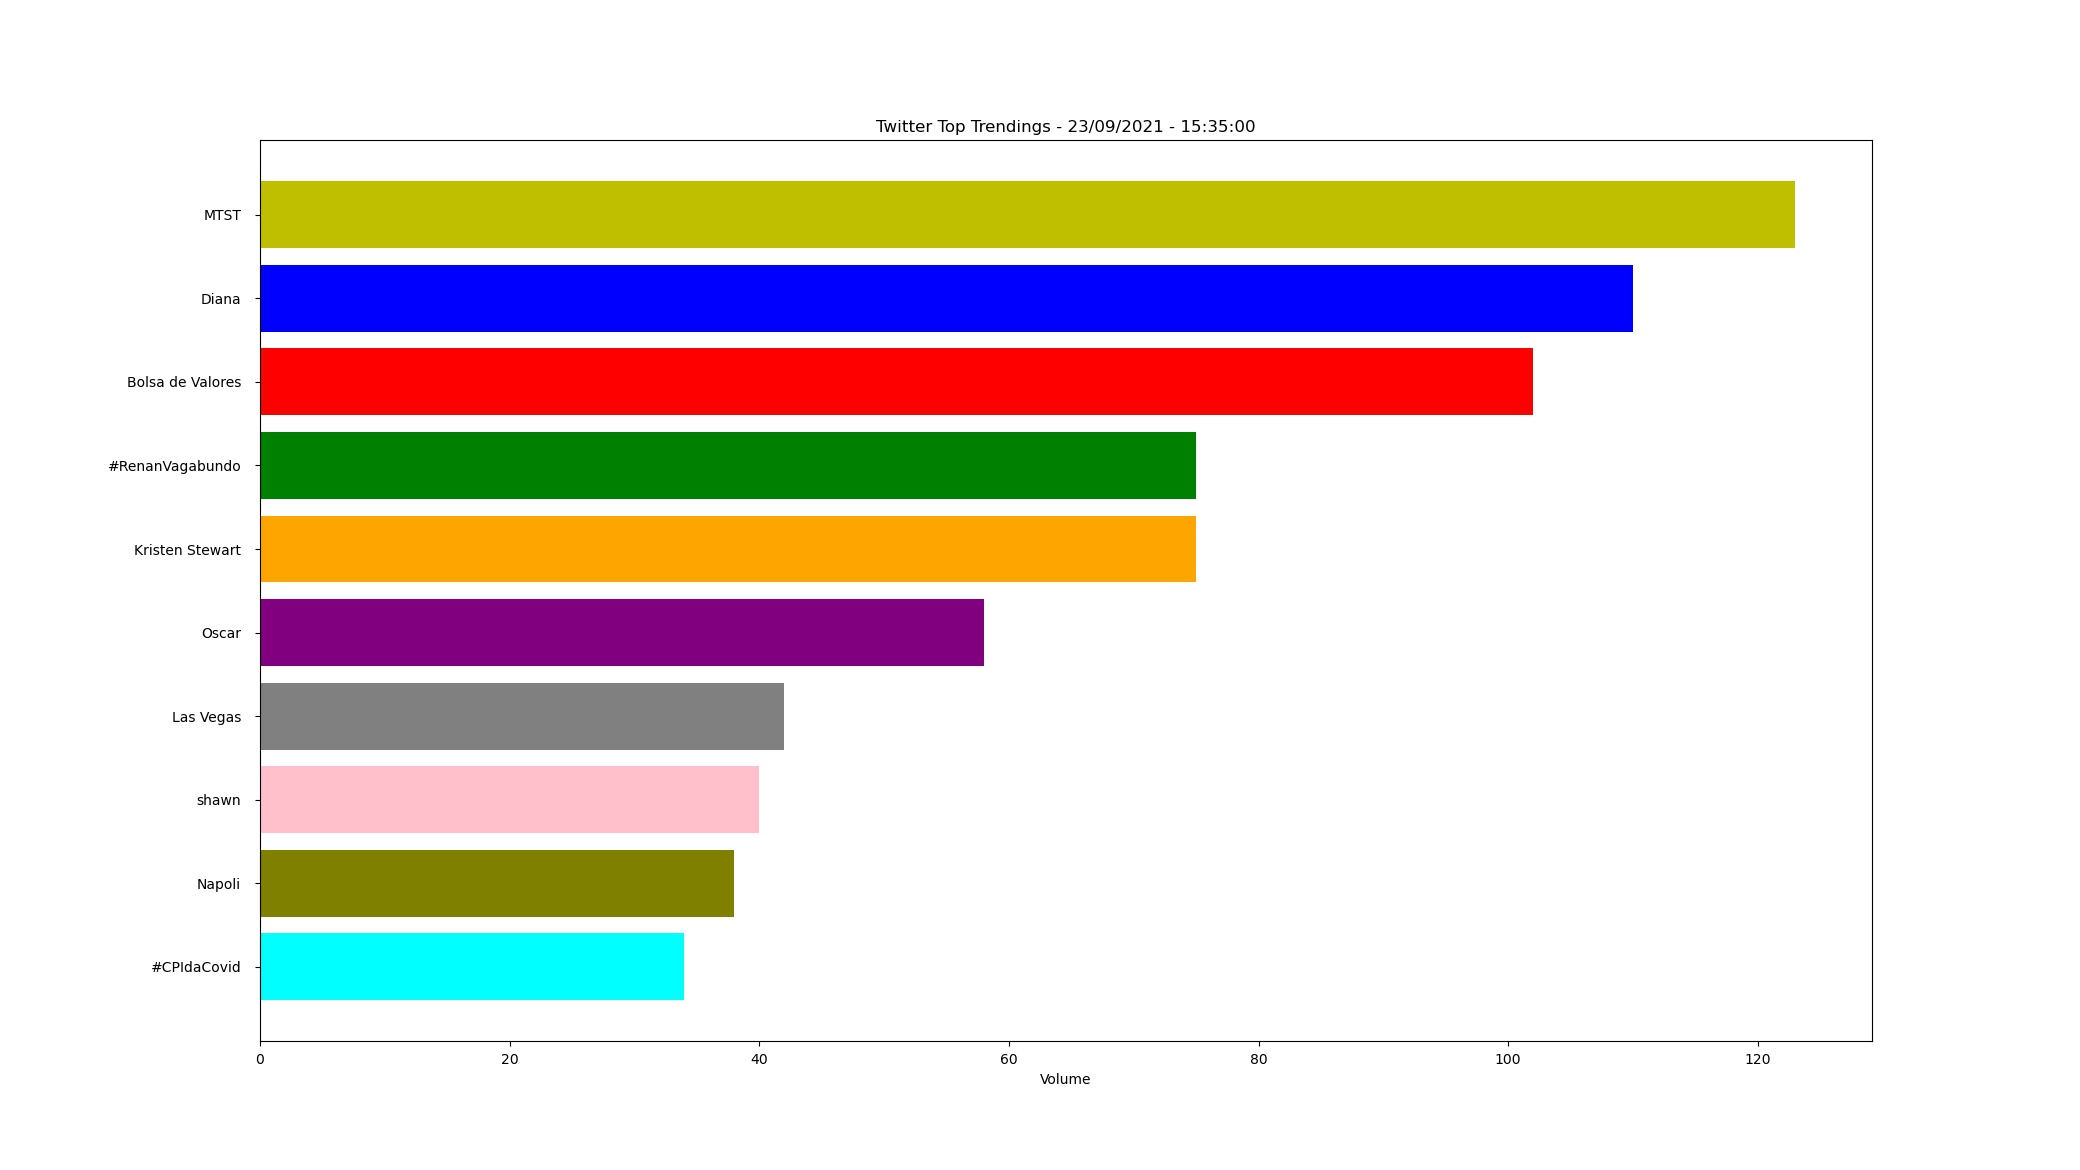 Twitter Top Trendings - 23/09/2021 - 15:35:00
MTST
Diana
Bolsa de Valores
#RenanVagabundo
Kristen Stewart
Oscar
Las Vegas
shawn
Napoli
#CPIdaCovid
0 20 40 60 80 100 120
Volume